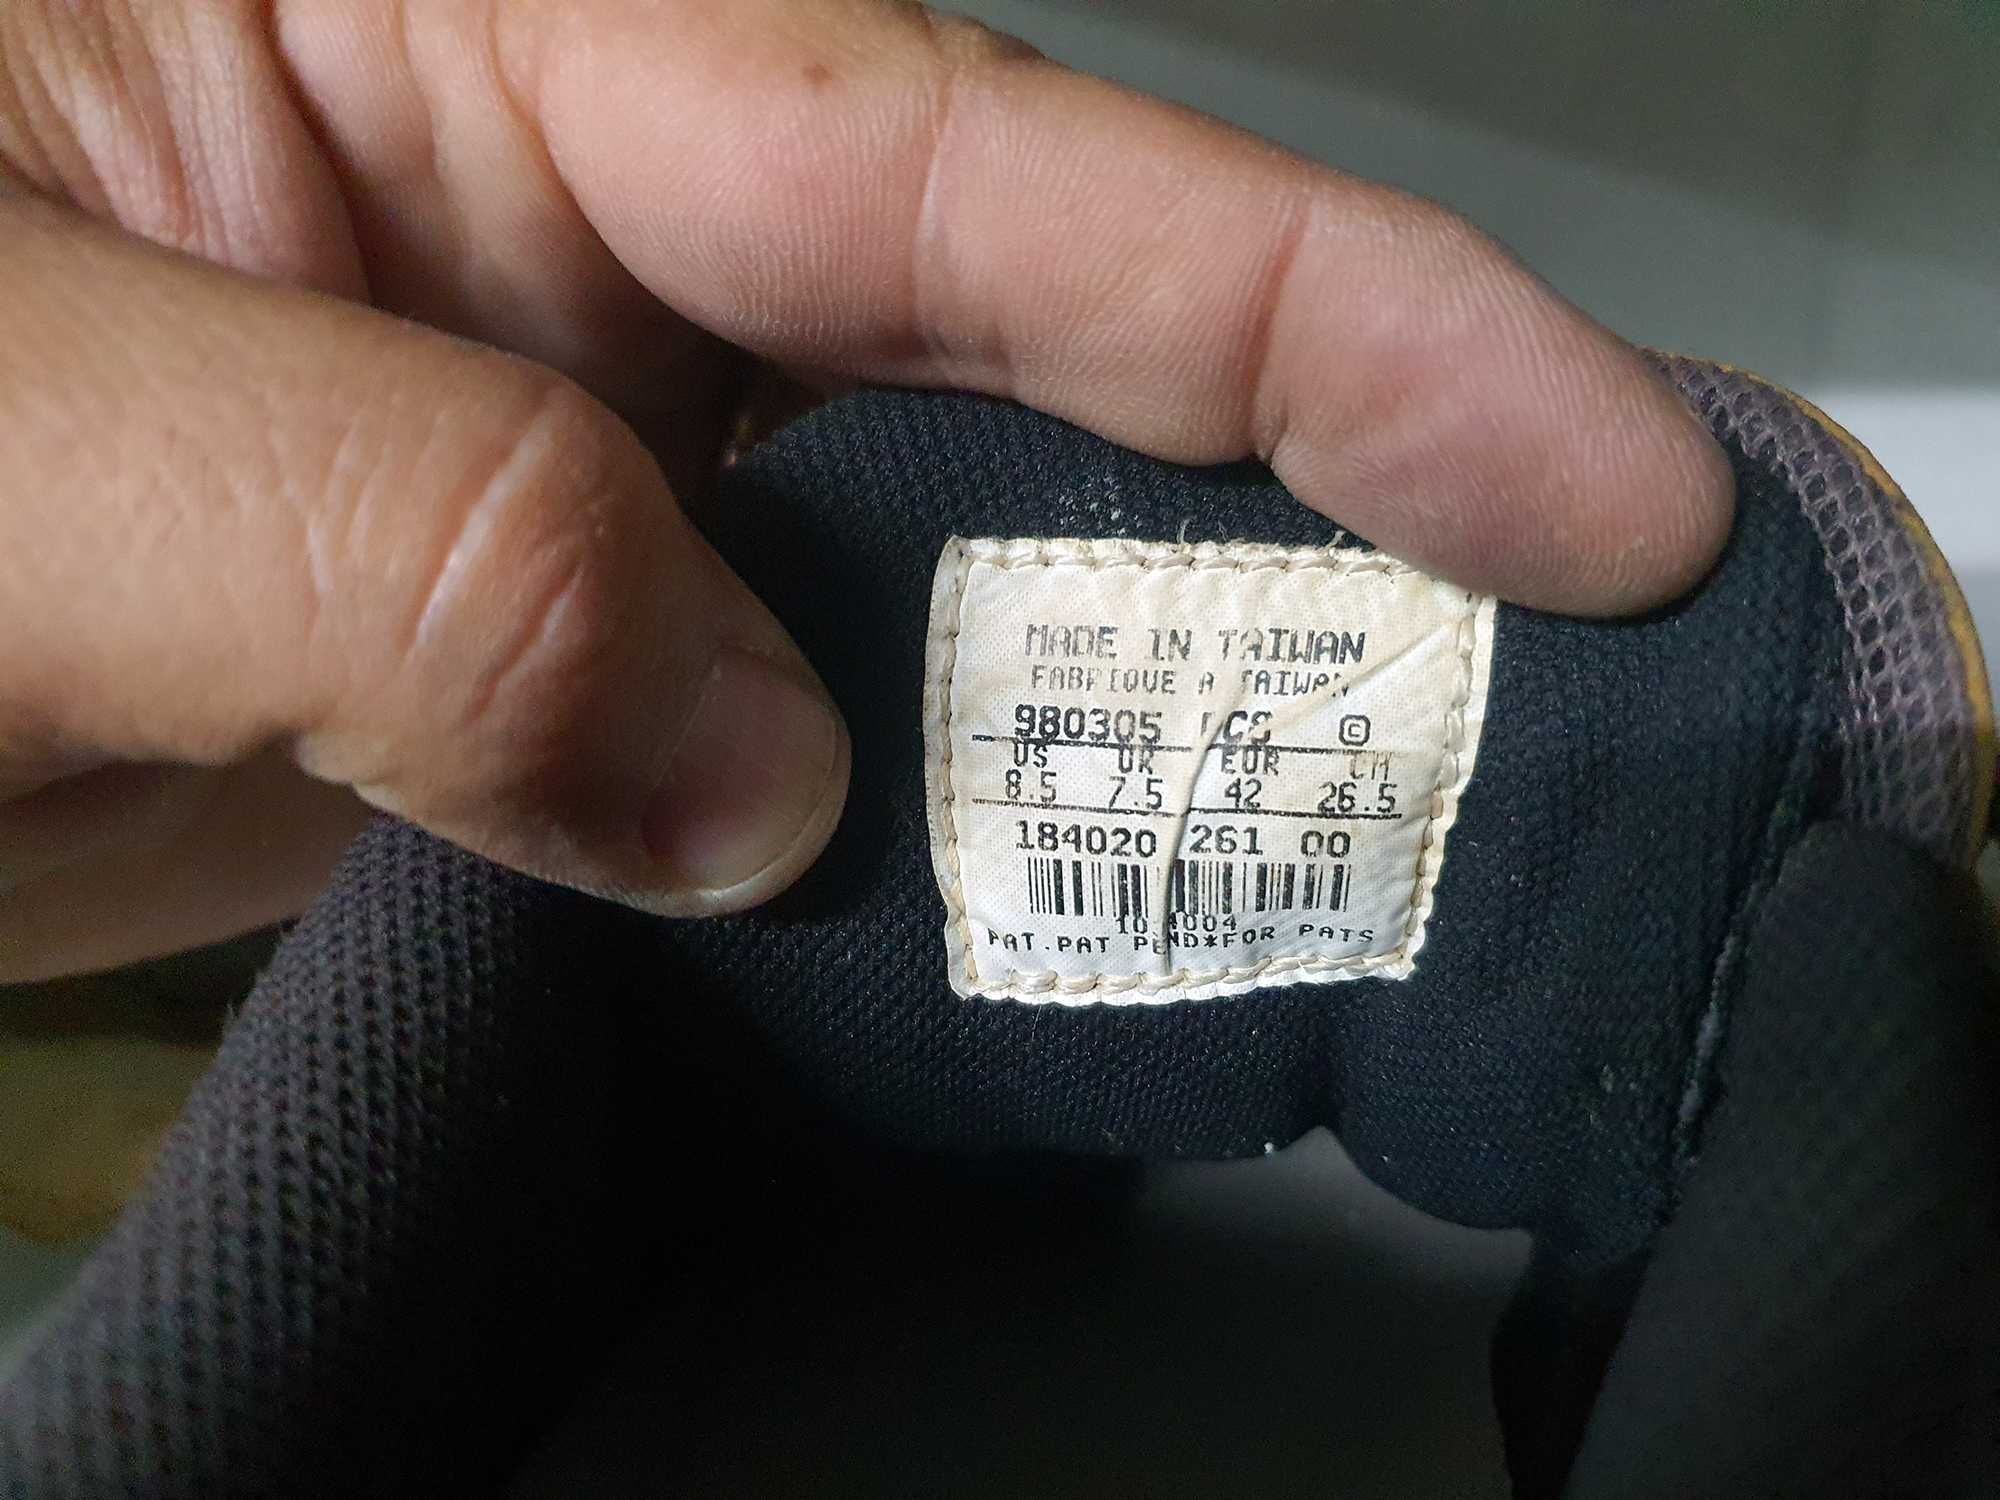 MADE IN TAIWAN
FABRIQUE A TAIWAN
980305 ©
US UK EUR CM
8.5 7.5 42 26.5
184020 261 00
PAT.PAT PEND*FOR PATS